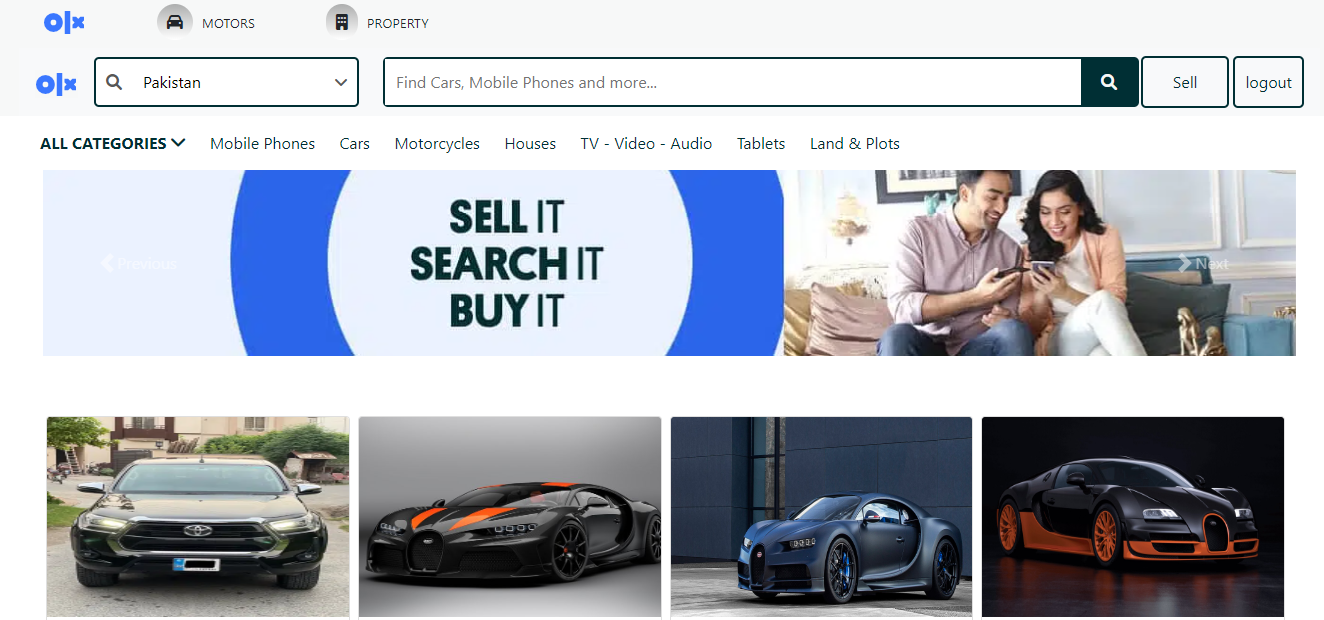 olx MOTORS PROPERTY
olx Pakistan Find Cars, Mobile Phones and more... Sell logout
ALL CATEGORIES Mobile Phones Cars Motorcycles Houses TV - Video - Audio Tablets Land & Plots
SELL IT
SEARCH IT
BUY IT
Previous
Next